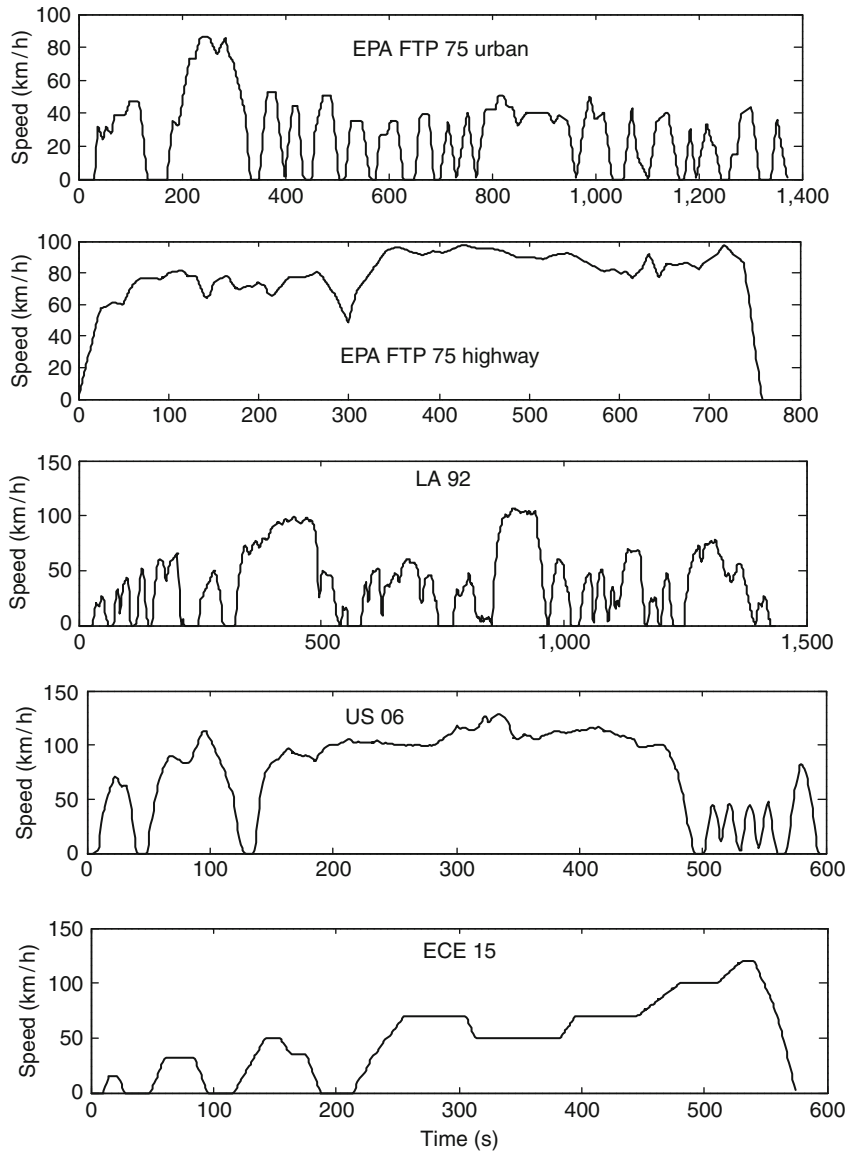 100
80
60
40
20
0
Speed (km/h)
EPA FTP 75 urban
0 200 400 600 800 1,000 1,200 1,400
100
80
60
40
20
0
Speed (km/h)
EPA FTP 75 highway
0 100 200 300 400 500 600 700 800
150
100
50
0
Speed (km/h)
LA 92
0 500 1,000 1,500
150
100
50
0
Speed (km/h)
US 06
0 100 200 300 400 500 600
150
100
50
0
Speed (km/h)
ECE 15
0 100 200 300 400 500 600
Time (s)